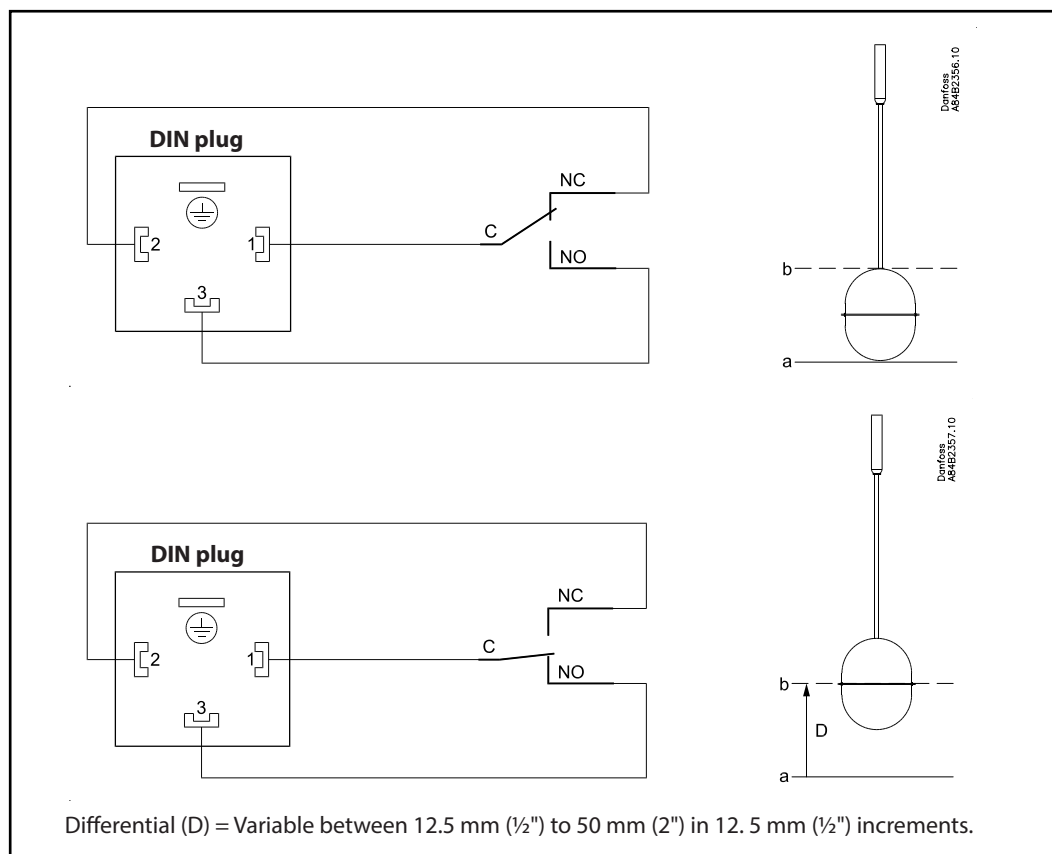 Danfoss
A84B2356.10
DIN plug
NC
2
1
C
NO
3
b
a
Danfoss
A84B2357.10
DIN plug
NC
2
1
C
NO
3
b
D
a
Differential (D) = Variable between 12.5 mm (½") to 50 mm (2") in 12. 5 mm (½") increments.